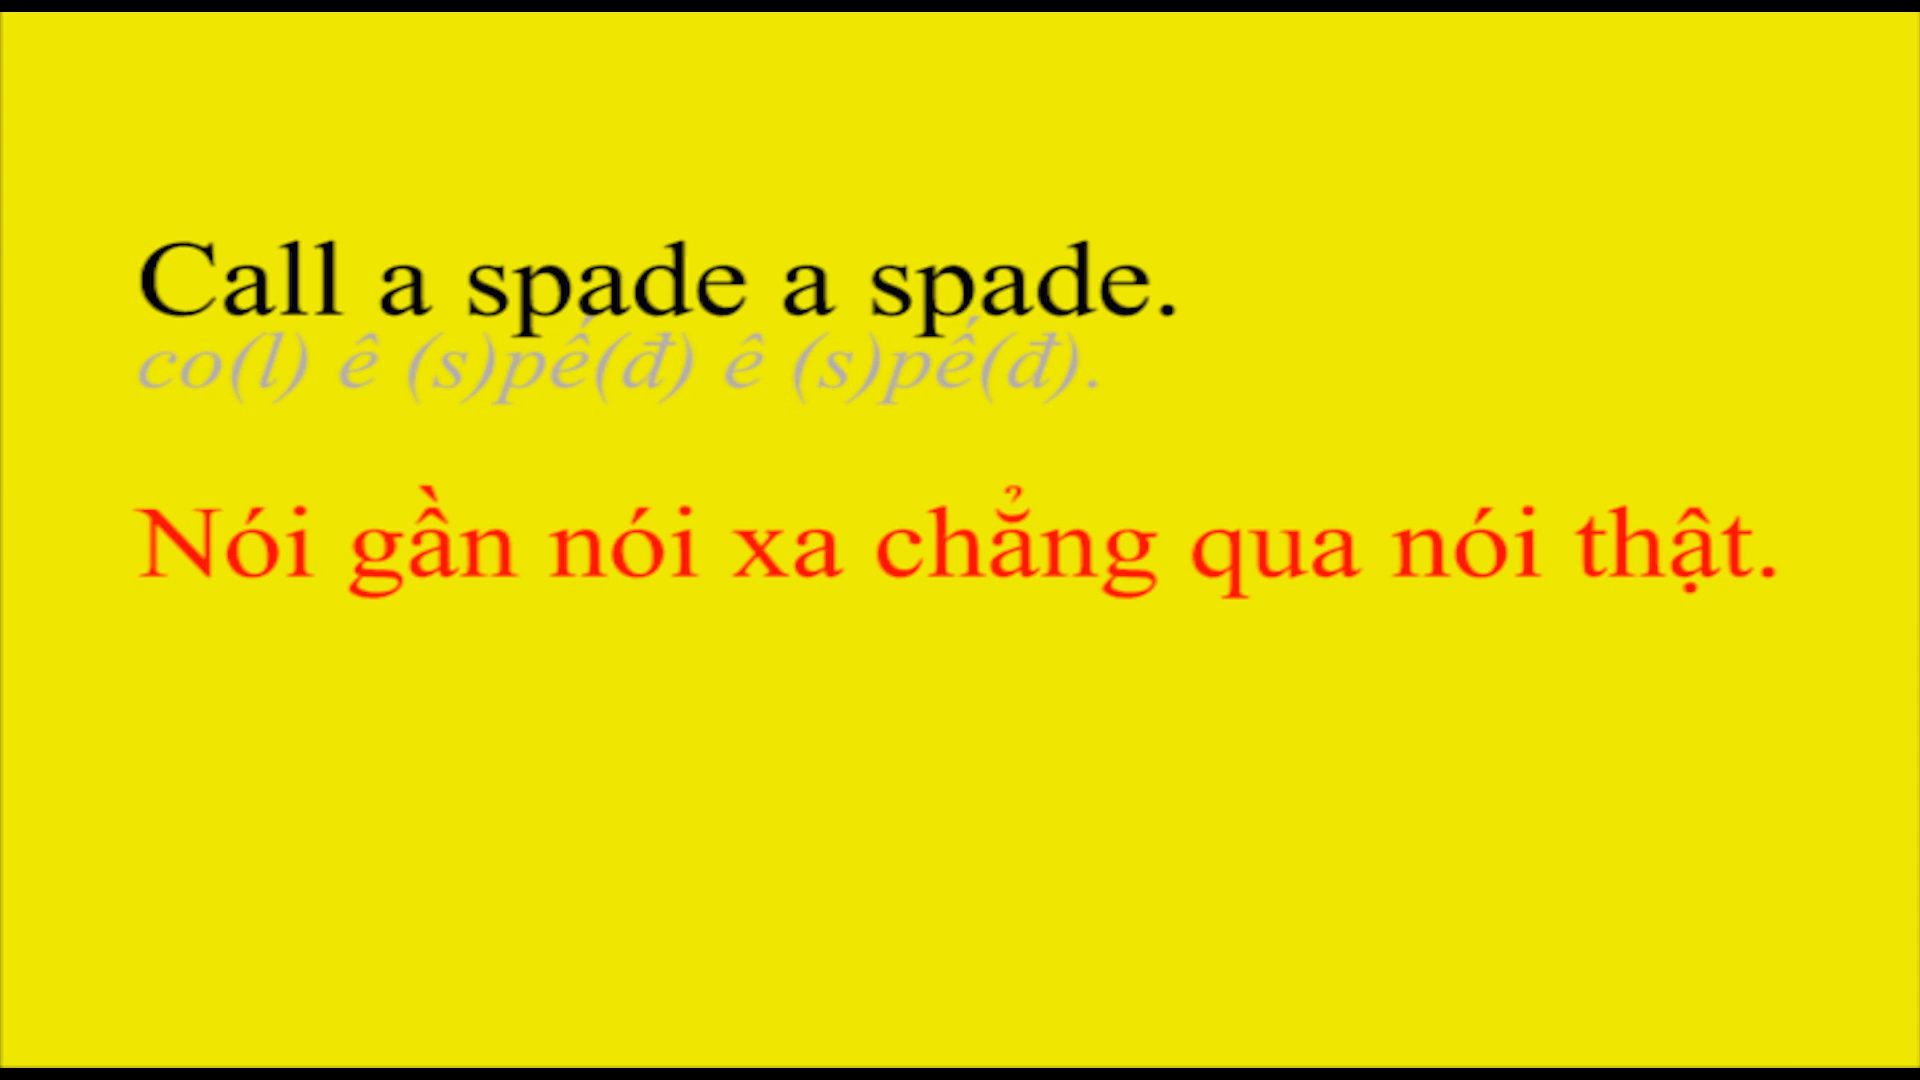 Call a spade a spade.
co(l) ê (s)pế(đ) ê (s)pế(đ).
Nói gần nói xa chẳng qua nói thật.